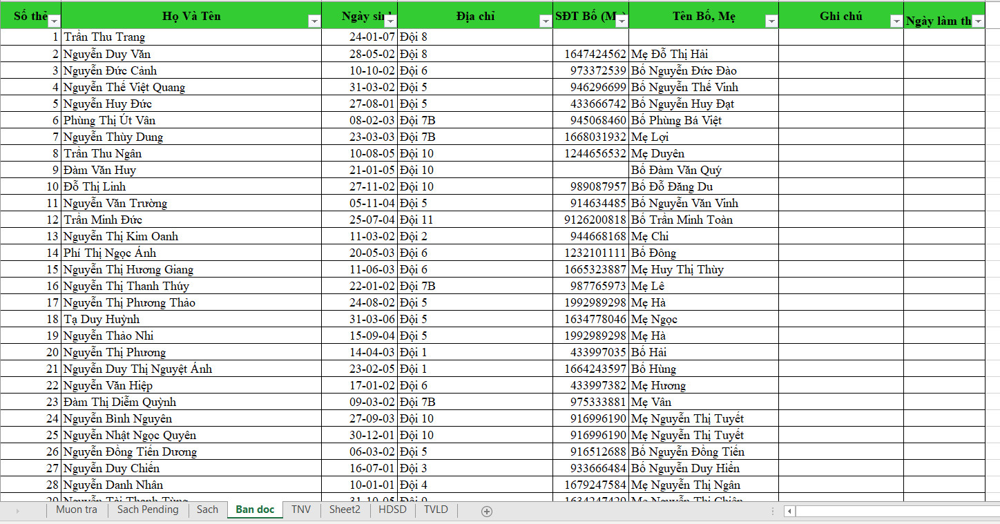 Số thẻ Họ Và Tên Ngày sinh Địa chỉ SĐT Bố (Mẹ) Tên Bố, Mẹ Ghi chú Ngày làm th
1 Trần Thu Trang 24-01-07 Đội 8
2 Nguyễn Duy Văn 28-05-02 Đội 8 1647424562 Mẹ Đỗ Thị Hải
3 Nguyễn Đức Cảnh 10-10-02 Đội 6 973372539 Bố Nguyễn Đức Đào
4 Nguyễn Thế Việt Quang 31-03-02 Đội 5 946296699 Bố Nguyễn Thế Vinh
5 Nguyễn Huy Đức 27-08-01 Đội 5 433666742 Bố Nguyễn Huy Đạt
6 Phùng Thị Út Vân 08-02-03 Đội 7B 945068460 Bố Phùng Bá Việt
7 Nguyễn Thùy Dung 23-03-03 Đội 7B 1668031932 Mẹ Lợi
8 Trần Thu Ngân 10-08-05 Đội 10 1244656532 Mẹ Duyên
9 Đàm Văn Huy 21-01-05 Đội 10 Bố Đàm Văn Quý
10 Đỗ Thị Linh 27-11-02 Đội 10 989087957 Bố Đỗ Đăng Du
11 Nguyễn Văn Trường 05-11-04 Đội 5 914634485 Bố Nguyễn Văn Vinh
12 Trần Minh Đức 25-07-04 Đội 11 9126200818 Bố Trần Minh Toàn
13 Nguyễn Thị Kim Oanh 11-03-02 Đội 2 944668168 Mẹ Chi
14 Phí Thị Ngọc Ánh 20-05-03 Đội 6 1232101111 Bố Đông
15 Nguyễn Thị Hương Giang 11-06-03 Đội 6 1665323887 Mẹ Huy Thị Thùy
16 Nguyễn Thị Thanh Thúy 22-01-02 Đội 7B 987765973 Mẹ Lê
17 Nguyễn Thị Phương Thảo 24-08-02 Đội 5 1992989298 Mẹ Hà
18 Tạ Duy Huỳnh 31-03-06 Đội 5 1634778046 Mẹ Ngọc
19 Nguyễn Thảo Nhi 15-09-04 Đội 5 1992989298 Mẹ Hà
20 Nguyễn Thị Phương 14-04-03 Đội 1 433997035 Bố Hải
21 Nguyễn Duy Thị Nguyệt Ánh 23-02-05 Đội 1 1664243597 Bố Hùng
22 Nguyễn Văn Hiệp 17-01-02 Đội 6 433997382 Mẹ Hương
23 Đàm Thị Diễm Quỳnh 09-03-02 Đội 7B 975333881 Mẹ Vân
24 Nguyễn Bình Nguyên 27-09-03 Đội 10 916996190 Mẹ Nguyễn Thị Tuyết
25 Nguyễn Nhật Ngọc Quyên 30-12-01 Đội 10 916996190 Mẹ Nguyễn Thị Tuyết
26 Nguyễn Đồng Tiến Dương 06-03-02 Đội 5 916512688 Bố Nguyễn Đồng Tiến
27 Nguyễn Duy Chiến 16-07-01 Đội 3 933666484 Bố Nguyễn Duy Hiển
28 Nguyễn Danh Nhân 10-01-01 Đội 4 1679247584 Mẹ Nguyễn Thị Ngân
29 Nguyễn Tài Thanh Tùng 31-10-05 Đội 9 1634247429 Mẹ Nguyễn Thị Chiên
Muon tra Sach Pending Sach Ban doc TNV Sheet2 HDSD TVLD